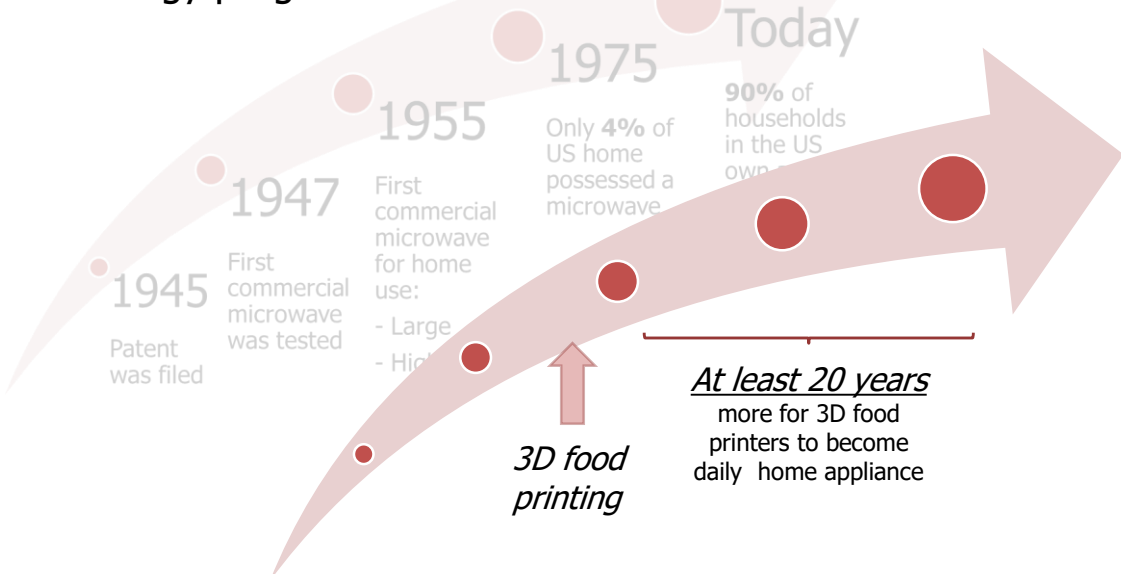 Today
1975
90% of
households
in the US
own
1955
Only 4% of
US home
possessed a
microwave
1947
First
commercial
microwave
for home
use:
- Large
1945
First
commercial
microwave
was tested
Patent
was filed
At least 20 years
more for 3D food
printers to become
daily home appliance
3D food
printing